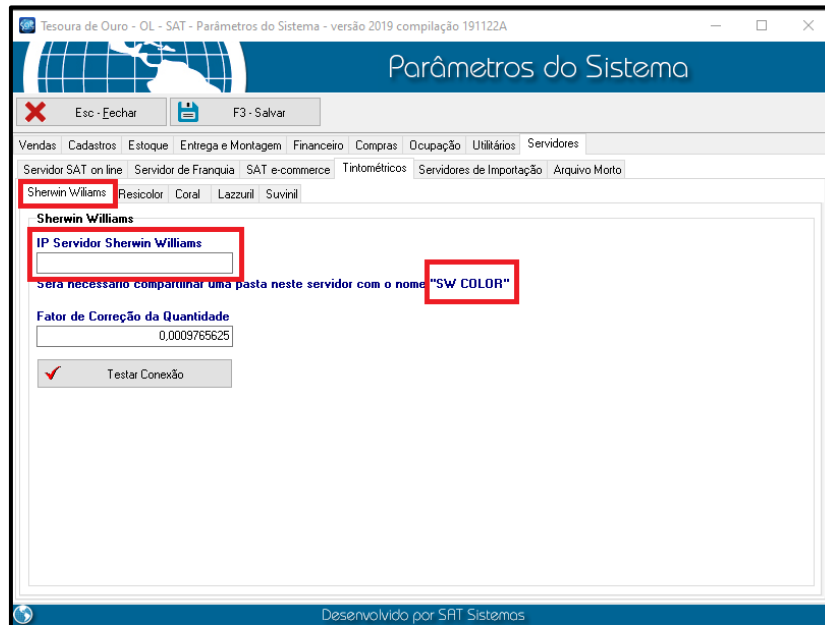 Tesoura de Ouro - OL - SAT - Parâmetros do Sistema - versão 2019 compilação 191122A
Parâmetros do Sistema
Esc - Fechar F3 - Salvar
Vendas Cadastros Estoque Entrega e Montagem Financeiro Compras Ocupação Utilitários Servidores
Servidor SAT on line Servidor de Franquia SAT e-commerce Tintométricos Servidores de Importação Arquivo Morto
Sherwin Wiliams Resicolor Coral Lazzuril Suvinil
Sherwin Williams
IP Servidor Sherwin Williams
Será necessário compartilhar uma pasta neste servidor com o nome "SW COLOR"
Fator de Correção da Quantidade
0,0009765625
Testar Conexão
Desenvolvido por SAT Sistemas